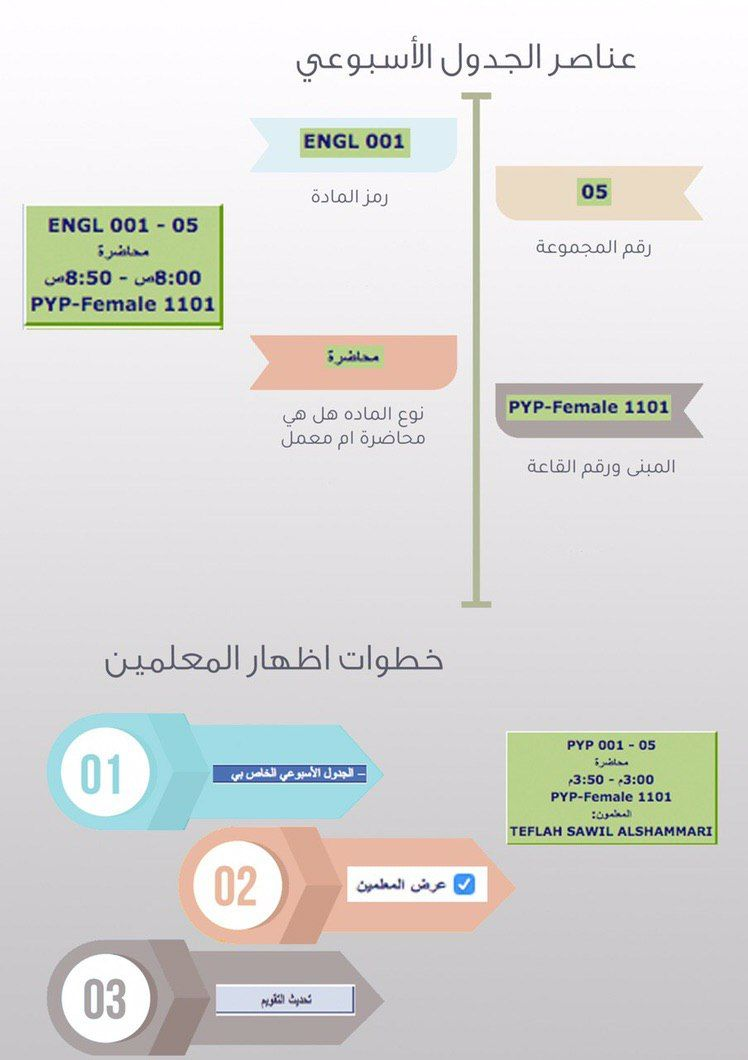 عناصر الجدول الأسبوعي
ENGL 001
رمز المادة
05
رقم المجموعة
ENGL 001 - 05
محاضرة
8:00ص - 8:50ص
PYP-Female 1101
محاضرة
نوع الماده هل هي
محاضرة ام معمل
PYP-Female 1101
المبنى ورقم القاعة
خطوات اظهار المعلمين
01
– الجدول الأسبوعي الخاص بي
PYP 001 - 05
محاضرة
3:00م - 3:50م
PYP-Female 1101
المعلمون:
TEFLAH SAWIL ALSHAMMARI
02
عرض المعلمين
03
تحديث التقويم